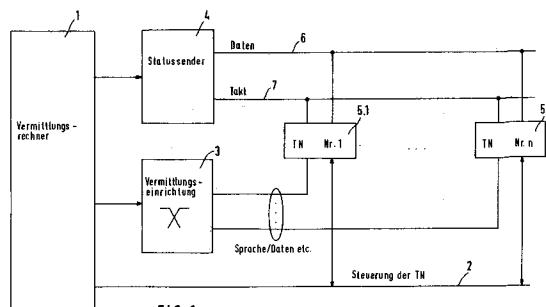 1
4
Daten
6
Statussender
Takt
7
Vermittlungs-
rechner
5.1
TN Nr. 1
5
TN Nr. n
...
3
Vermittlungs-
einrichtung
Sprache/Daten etc.
Steuerung der TN
2